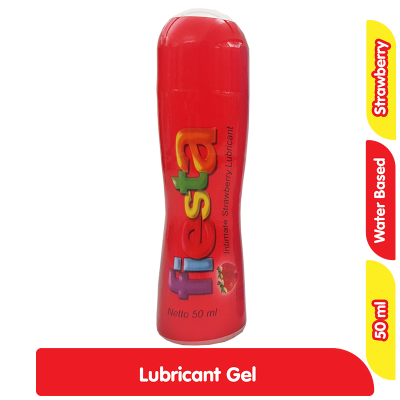 Strawberry
Water Based
50 ml
fiesta
Intimate Strawberry Lubricant
Netto 50 ml
Lubricant Gel